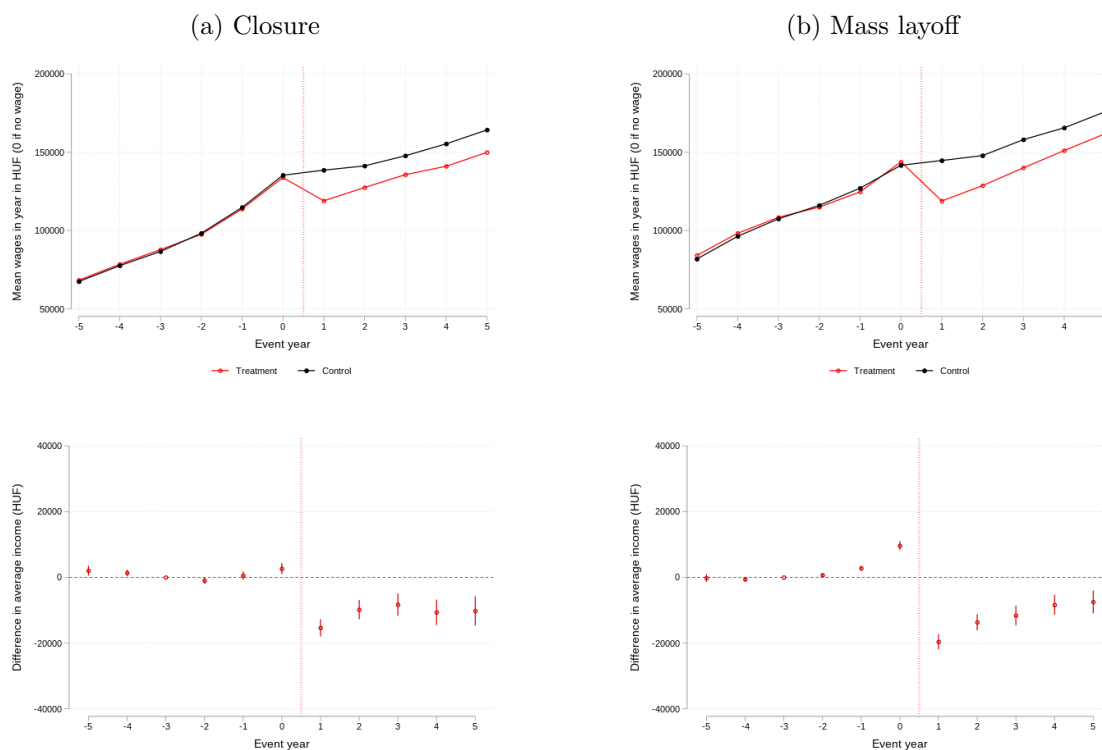 (a) Closure
Mean wages in year in HUF (0 if no wage)
200000
150000
100000
50000
-5 -4 -3 -2 -1 0 1 2 3 4 5
Event year
Treatment Control
(b) Mass layoff
Mean wages in year in HUF (0 if no wage)
200000
150000
100000
50000
-5 -4 -3 -2 -1 0 1 2 3 4 5
Event year
Treatment Control
Difference in average income (HUF)
40000
20000
0
-20000
-40000
-5 -4 -3 -2 -1 0 1 2 3 4 5
Event year
Difference in average income (HUF)
40000
20000
0
-20000
-40000
-5 -4 -3 -2 -1 0 1 2 3 4 5
Event year